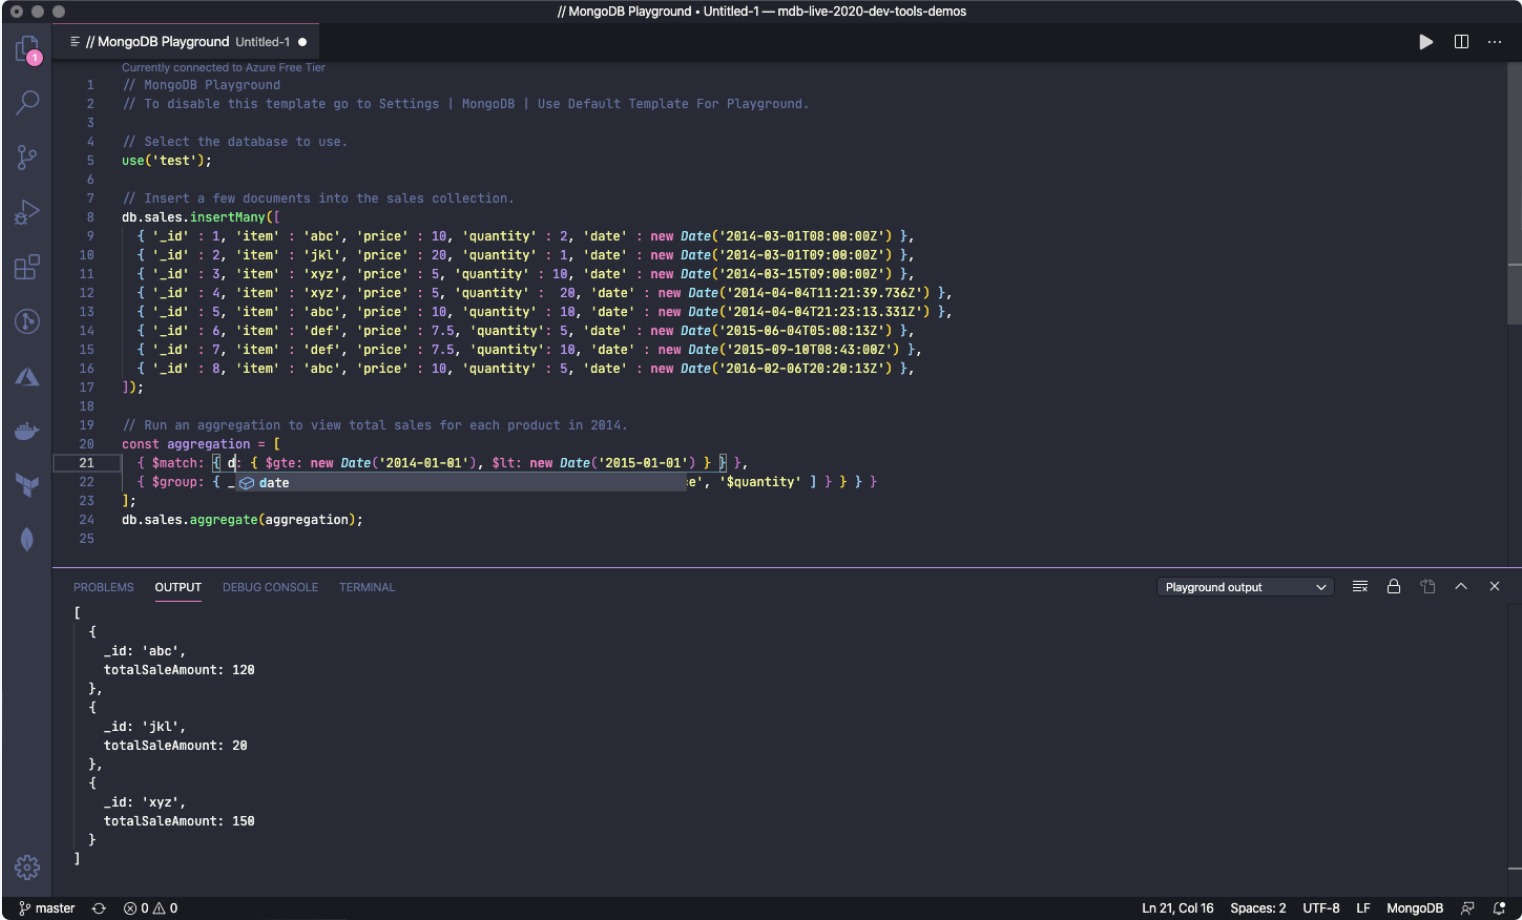 // MongoDB Playground • Untitled-1 — mdb-live-2020-dev-tools-demos
// MongoDB Playground Untitled-1 ●
1
Currently connected to Azure Free Tier
1 // MongoDB Playground
2 // To disable this template go to Settings | MongoDB | Use Default Template For Playground.
3
4 // Select the database to use.
5 use('test');
6
7 // Insert a few documents into the sales collection.
8 db.sales.insertMany([
9 { '_id' : 1, 'item' : 'abc', 'price' : 10, 'quantity' : 2, 'date' : new Date('2014-03-01T08:00:00Z') },
10 { '_id' : 2, 'item' : 'jkl', 'price' : 20, 'quantity' : 1, 'date' : new Date('2014-03-01T09:00:00Z') },
11 { '_id' : 3, 'item' : 'xyz', 'price' : 5, 'quantity' : 10, 'date' : new Date('2014-03-15T09:00:00Z') },
12 { '_id' : 4, 'item' : 'xyz', 'price' : 5, 'quantity' :  20, 'date' : new Date('2014-04-04T11:21:39.736Z') },
13 { '_id' : 5, 'item' : 'abc', 'price' : 10, 'quantity' : 10, 'date' : new Date('2014-04-04T21:23:13.331Z') },
14 { '_id' : 6, 'item' : 'def', 'price' : 7.5, 'quantity': 5, 'date' : new Date('2015-06-04T05:08:13Z') },
15 { '_id' : 7, 'item' : 'def', 'price' : 7.5, 'quantity': 10, 'date' : new Date('2015-09-10T08:43:00Z') },
16 { '_id' : 8, 'item' : 'abc', 'price' : 10, 'quantity' : 5, 'date' : new Date('2016-02-06T20:20:13Z') },
17 ]);
18
19 // Run an aggregation to view total sales for each product in 2014.
20 const aggregation = [
21 { $match: { d: { $gte: new Date('2014-01-01'), $lt: new Date('2015-01-01') } } },
22 { $group: { _ date e', '$quantity' ] } } } }
23 ];
24 db.sales.aggregate(aggregation);
25
PROBLEMS OUTPUT DEBUG CONSOLE TERMINAL Playground output
[
{
_id: 'abc',
totalSaleAmount: 120
},
{
_id: 'jkl',
totalSaleAmount: 20
},
{
_id: 'xyz',
totalSaleAmount: 150
}
]
master 0 0 Ln 21, Col 16 Spaces: 2 UTF-8 LF MongoDB